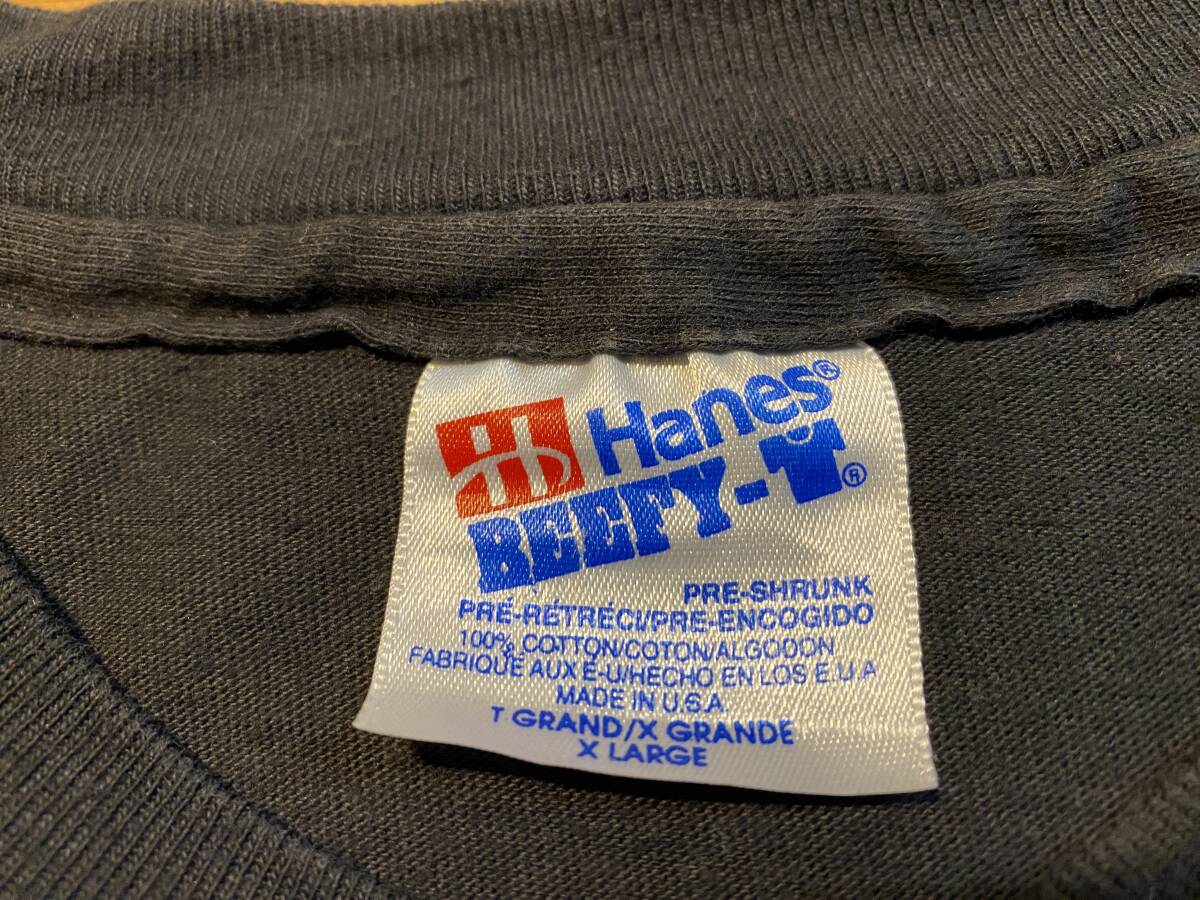 H Hanes®
BEEFY-T®
PRE-SHRUNK
PRÉ-RÉTRÉCI/PRE-ENCOGIDO
100% COTTON/COTON/ALGODON
FABRIQUÉ AUX É-U/HECHO EN LOS E.U.A
MADE IN U.S.A.
T GRAND/X GRANDE
X LARGE